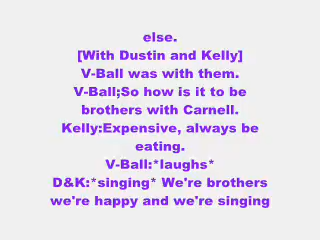 else.
[With Dustin and Kelly]
V-Ball was with them.
V-Ball;So how is it to be
brothers with Carnell.
Kelly:Expensive, always be
eating.
V-Ball:*laughs*
D&K:*singing* We're brothers
we're happy and we're singing